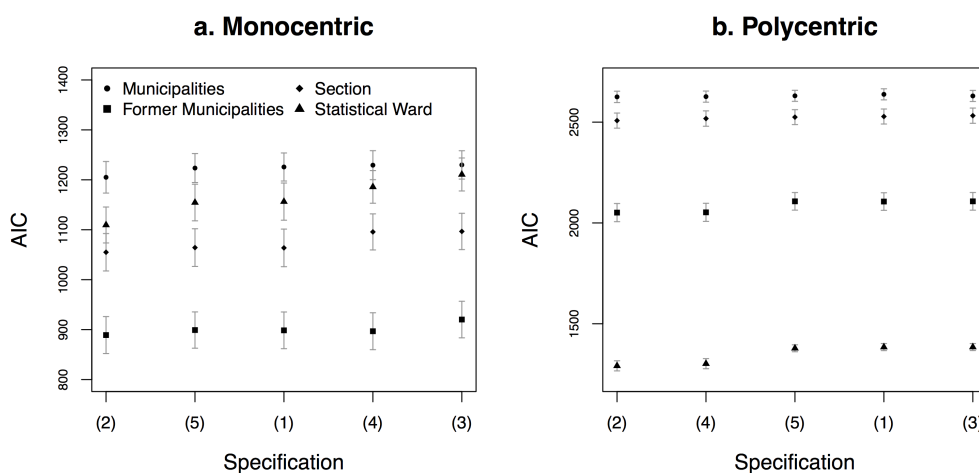 a. Monocentric
1400
1300
1200
1100
1000
900
800
AIC
Municipalities
Former Municipalities
Section
Statistical Ward
(2) (5) (1) (4) (3)
Specification
b. Polycentric
2500
2000
1500
AIC
(2) (4) (5) (1) (3)
Specification